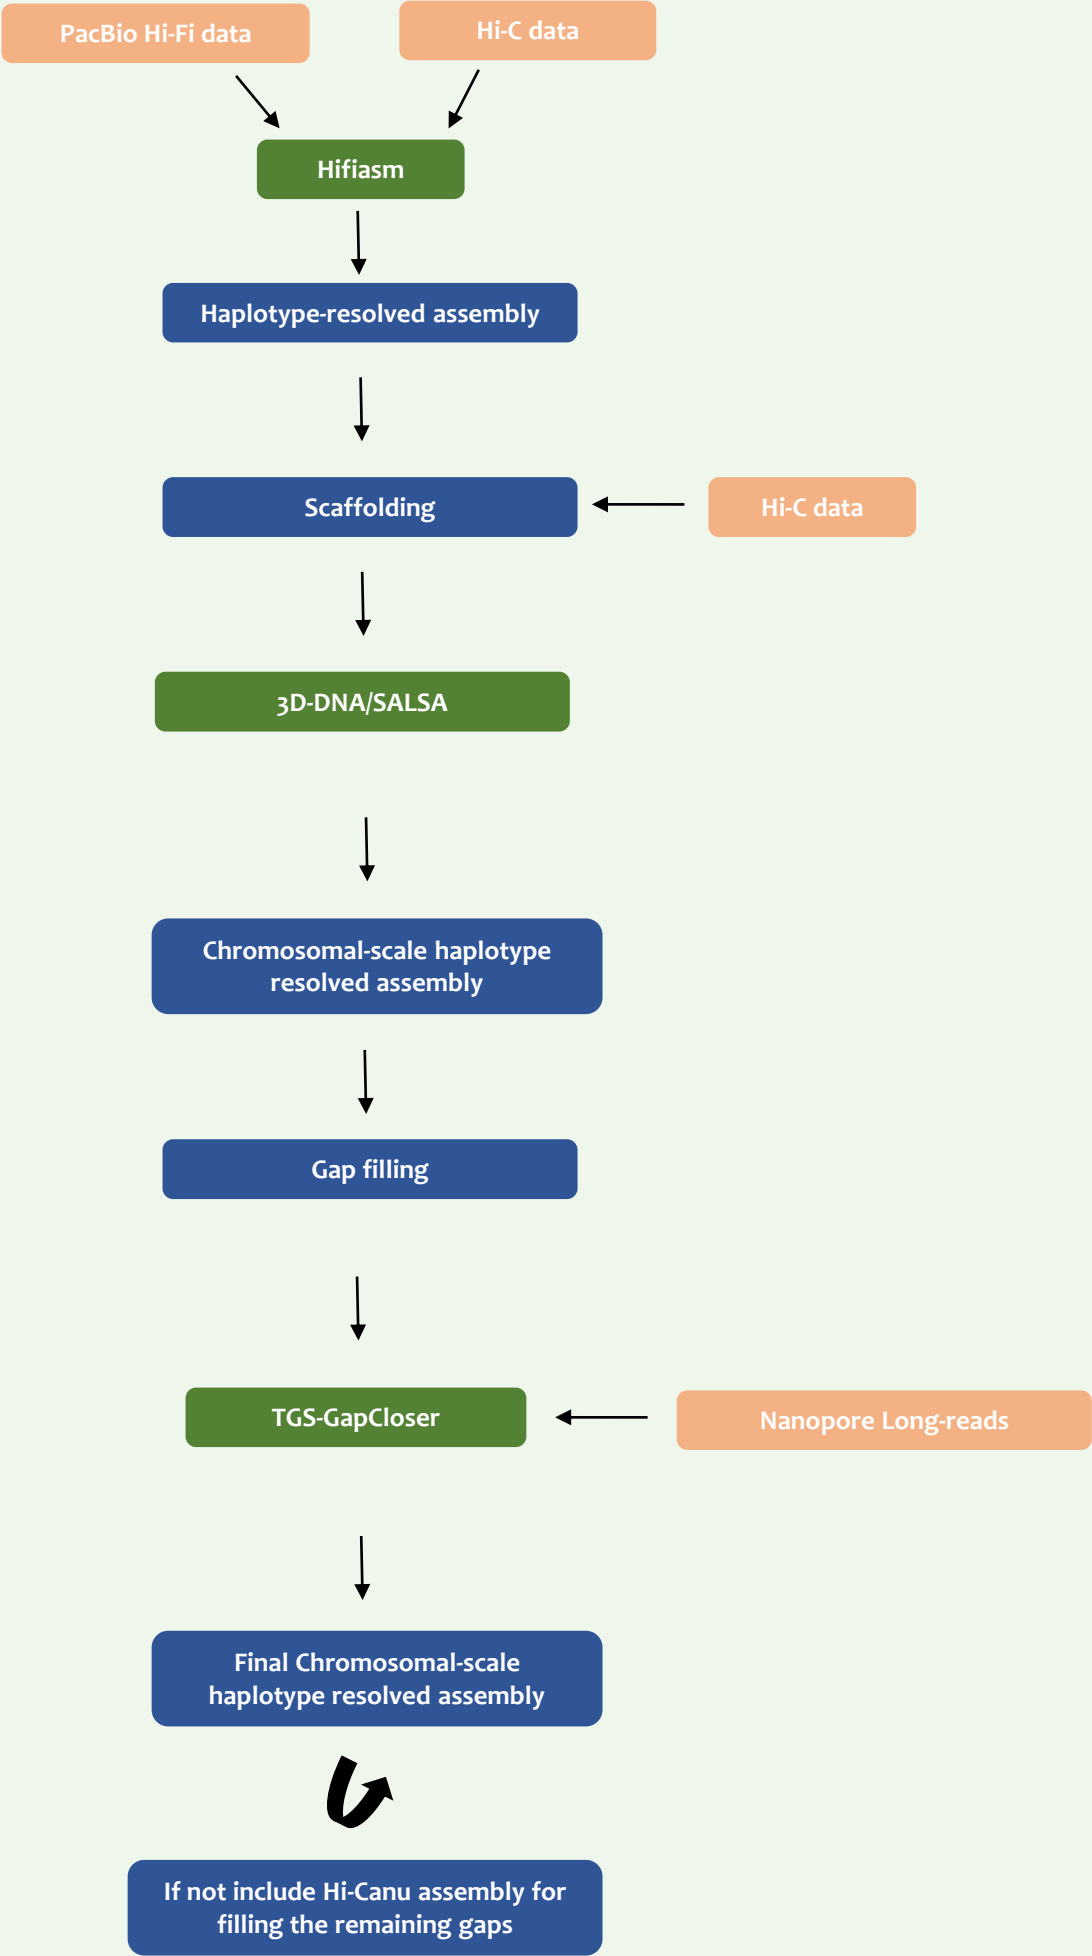 PacBio Hi-Fi data
Hi-C data
Hifiasm
Haplotype-resolved assembly
Scaffolding
Hi-C data
3D-DNA/SALSA
Chromosomal-scale haplotype
resolved assembly
Gap filling
TGS-GapCloser
Nanopore Long-reads
Final Chromosomal-scale
haplotype resolved assembly
If not include Hi-Canu assembly for
filling the remaining gaps